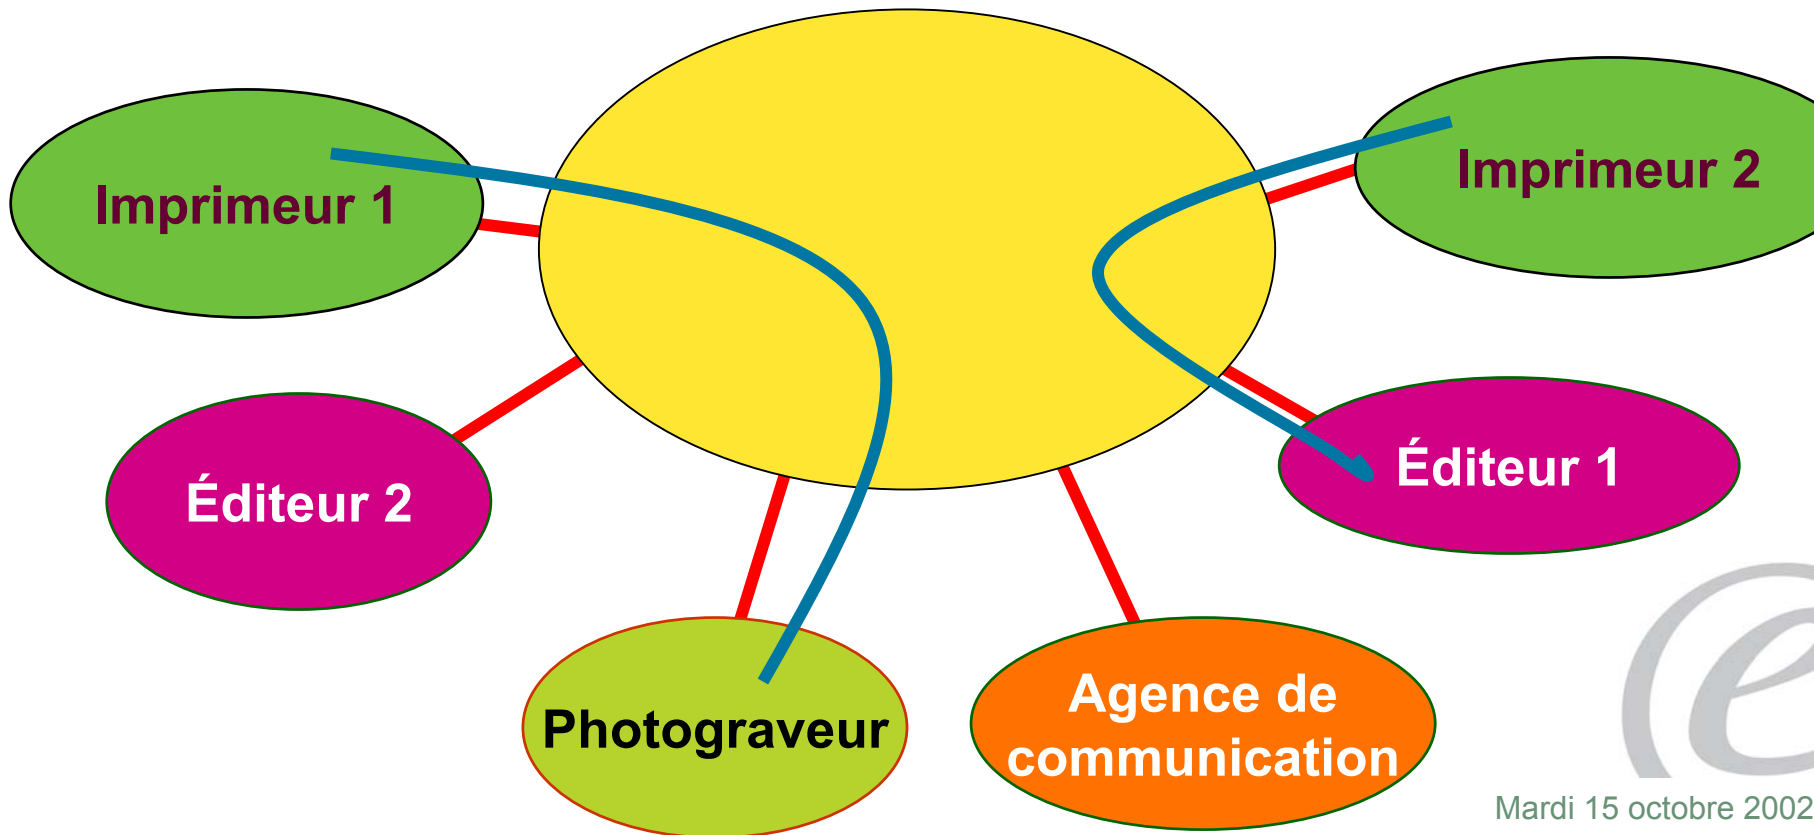 Imprimeur 1
Imprimeur 2
Éditeur 2
Éditeur 1
Photograveur
Agence de
communication
Mardi 15 octobre 2002